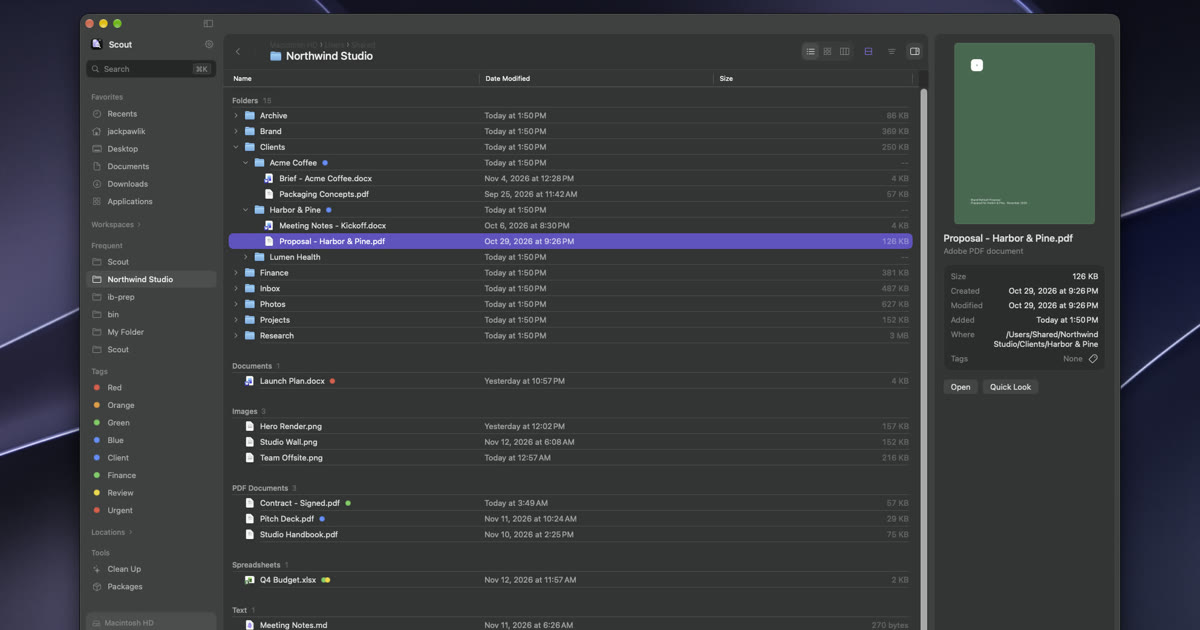 Scout
Search ⌘K
Favorites
Recents
jackpawlik
Desktop
Documents
Downloads
Applications
Workspaces
Frequent
Scout
Northwind Studio
ib-prep
bin
My Folder
Scout
Tags
Red
Orange
Green
Blue
Client
Finance
Review
Urgent
Locations
Tools
Clean Up
Packages
Macintosh HD
Macintosh HD › Users › Shared
Northwind Studio
Name Date Modified Size
Folders 15
Archive Today at 1:50 PM 86 KB
Brand Today at 1:50 PM 369 KB
Clients Today at 1:50 PM 250 KB
Acme Coffee Today at 1:50 PM --
Brief - Acme Coffee.docx Nov 4, 2026 at 12:28 PM 4 KB
Packaging Concepts.pdf Sep 25, 2026 at 11:42 AM 57 KB
Harbor & Pine Today at 1:50 PM --
Meeting Notes - Kickoff.docx Oct 6, 2026 at 8:30 PM 4 KB
Proposal - Harbor & Pine.pdf Oct 29, 2026 at 9:26 PM 126 KB
Lumen Health Today at 1:50 PM --
Finance Today at 1:50 PM 381 KB
Inbox Today at 1:50 PM 487 KB
Photos Today at 1:50 PM 627 KB
Projects Today at 1:50 PM 152 KB
Research Today at 1:50 PM 3 MB
Documents 1
Launch Plan.docx Yesterday at 10:57 PM 4 KB
Images 3
Hero Render.png Yesterday at 12:02 PM 157 KB
Studio Wall.png Nov 12, 2026 at 6:08 AM 152 KB
Team Offsite.png Today at 12:57 AM 216 KB
PDF Documents 3
Contract - Signed.pdf Today at 3:49 AM 57 KB
Pitch Deck.pdf Nov 11, 2026 at 10:24 AM 29 KB
Studio Handbook.pdf Nov 10, 2026 at 2:25 PM 75 KB
Spreadsheets 1
Q4 Budget.xlsx Nov 12, 2026 at 11:57 AM 2 KB
Text 1
Meeting Notes.md Nov 11, 2026 at 6:26 AM 270 bytes
Proposal - Harbor & Pine.pdf
Adobe PDF document
Size 126 KB
Created Oct 29, 2026 at 9:26 PM
Modified Oct 29, 2026 at 9:26 PM
Added Today at 1:50 PM
Where /Users/Shared/Northwind
Studio/Clients/Harbor & Pine
Tags None
Open Quick Look